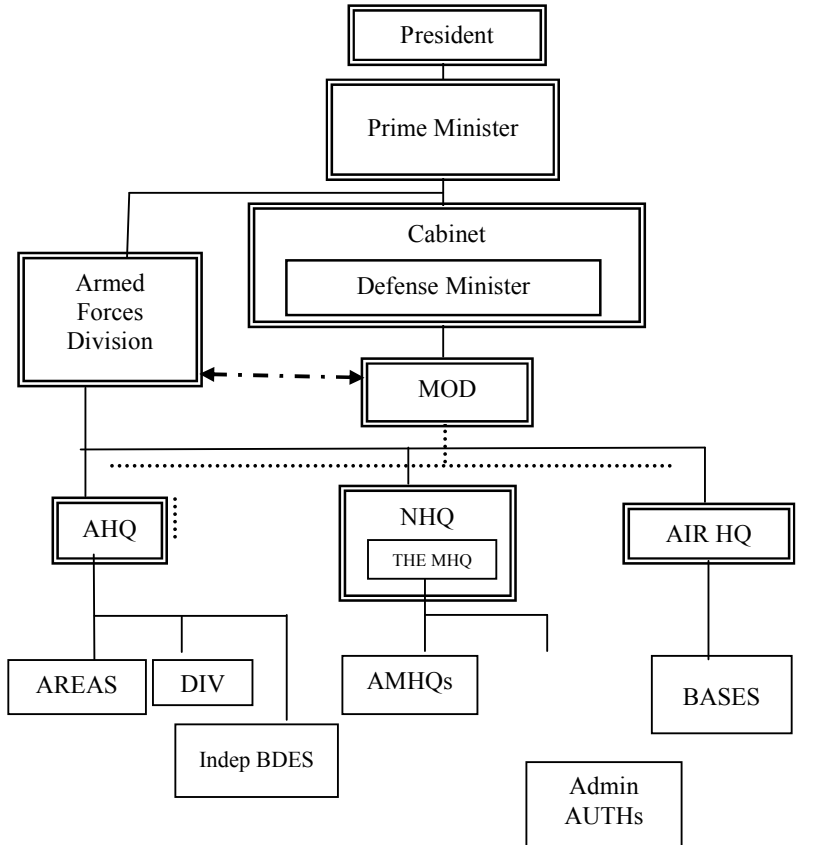 President
Prime Minister
Cabinet
Defense Minister
Armed
Forces
Division
MOD
AHQ
NHQ
THE MHQ
AIR HQ
AREAS
DIV
AMHQs
BASES
Indep BDES
Admin
AUTHs